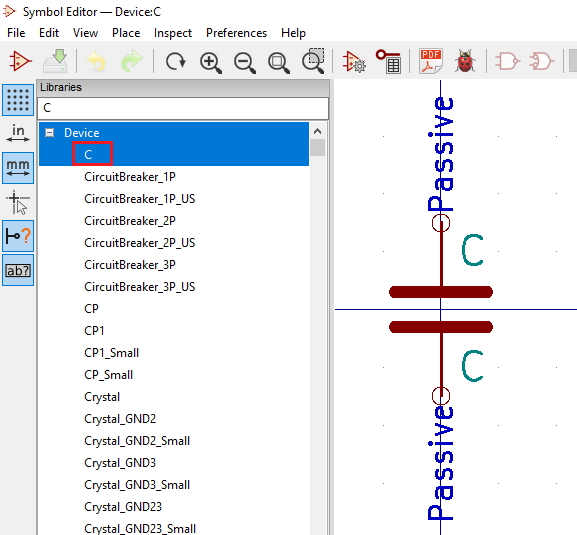 Symbol Editor — Device:C
File Edit View Place Inspect Preferences Help
PDF
Libraries
C
in
mm
ab?
Device
C
CircuitBreaker_1P
CircuitBreaker_1P_US
CircuitBreaker_2P
CircuitBreaker_2P_US
CircuitBreaker_3P
CircuitBreaker_3P_US
CP
CP1
CP1_Small
CP_Small
Crystal
Crystal_GND2
Crystal_GND2_Small
Crystal_GND3
Crystal_GND3_Small
Crystal_GND23
Crystal_GND23_Small
Passive
C
C
Passive